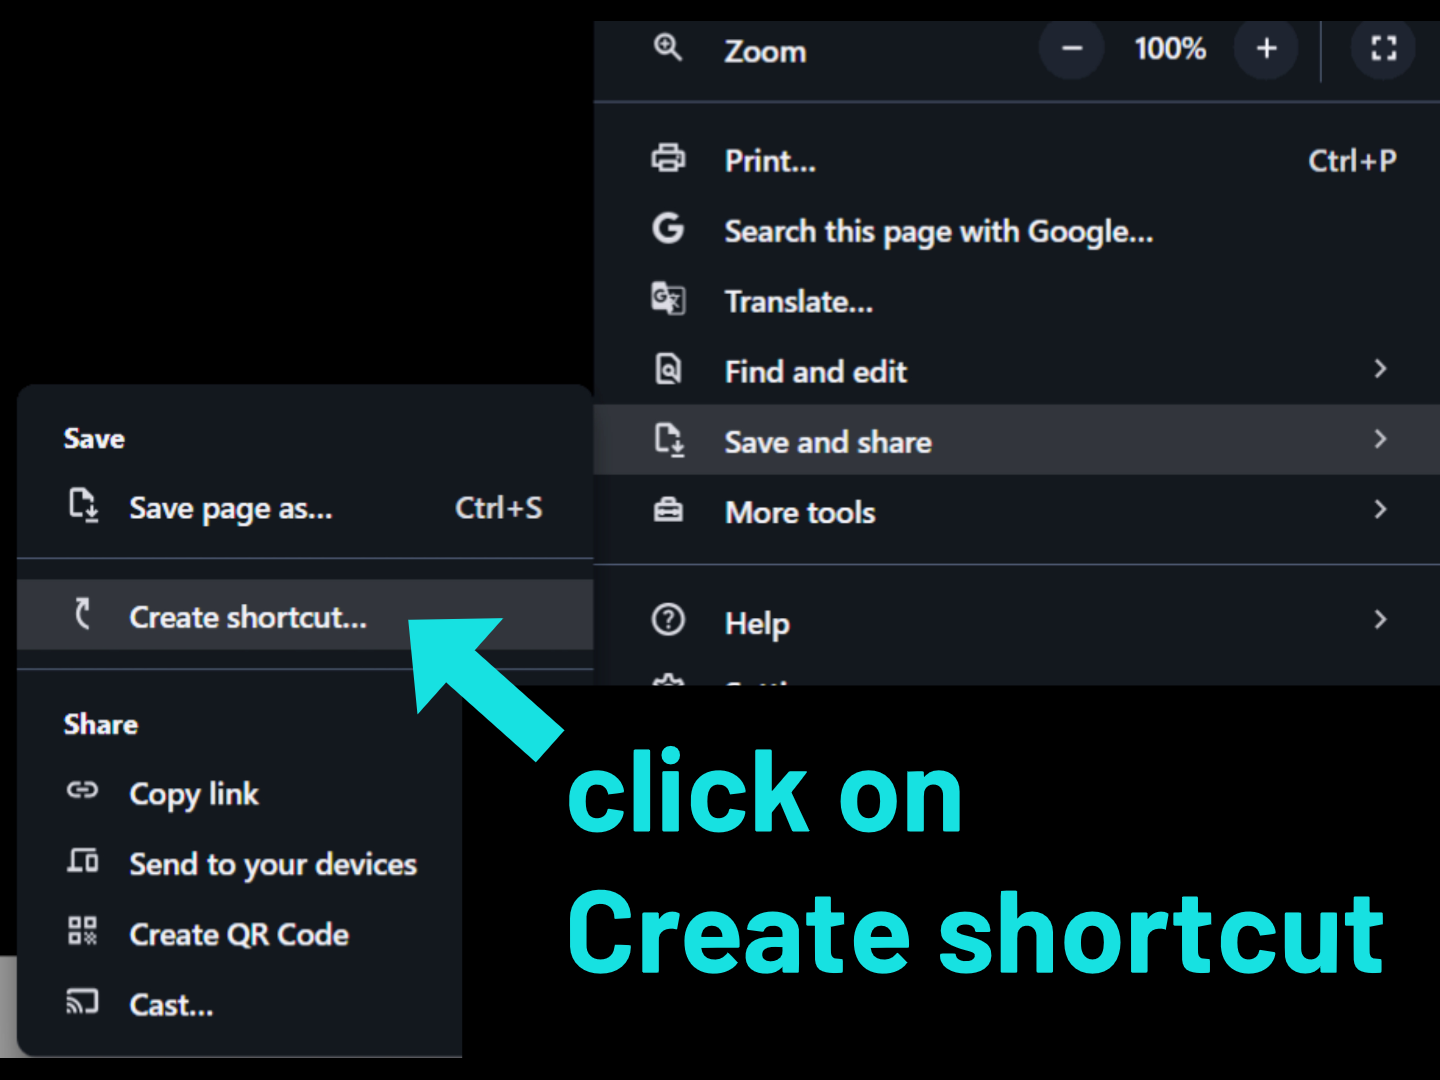 Zoom
100%
Print...
Ctrl+P
Search this page with Google...
Translate...
Find and edit
Save and share
More tools
Help
Save
Save page as...
Ctrl+S
Create shortcut...
Share
Copy link
Send to your devices
Create QR Code
Cast...
click on
Create shortcut